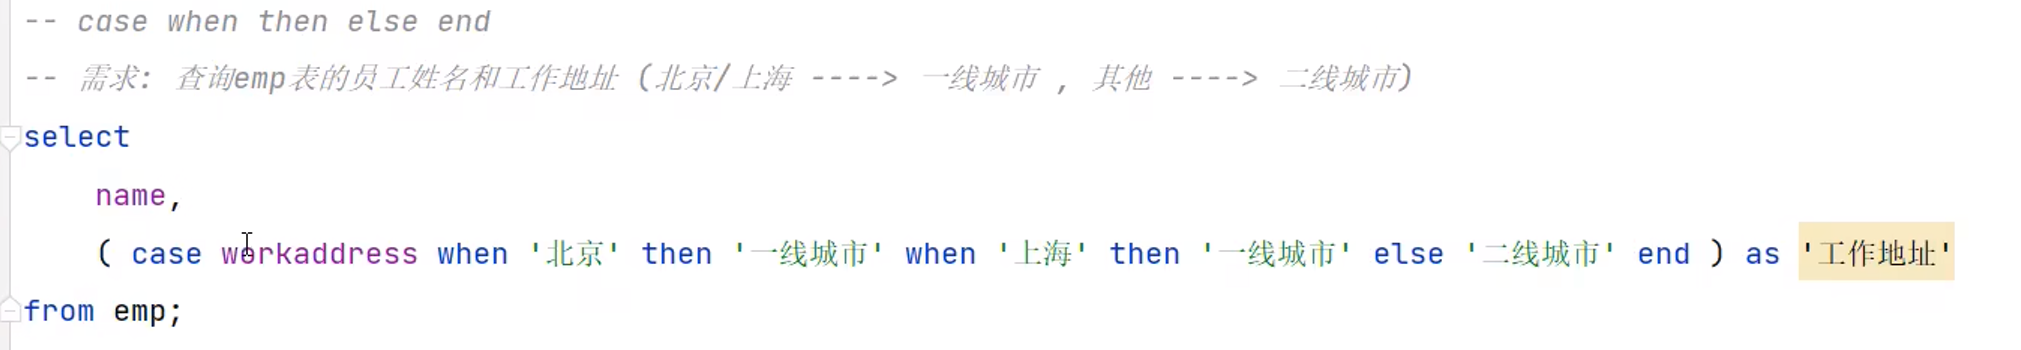 -- case when then else end
-- 需求: 查询emp表的员工姓名和工作地址 (北京/上海 ----> 一线城市 , 其他 ----> 二线城市)
select
name,
( case workaddress when '北京' then '一线城市' when '上海' then '一线城市' else '二线城市' end ) as '工作地址'
from emp;